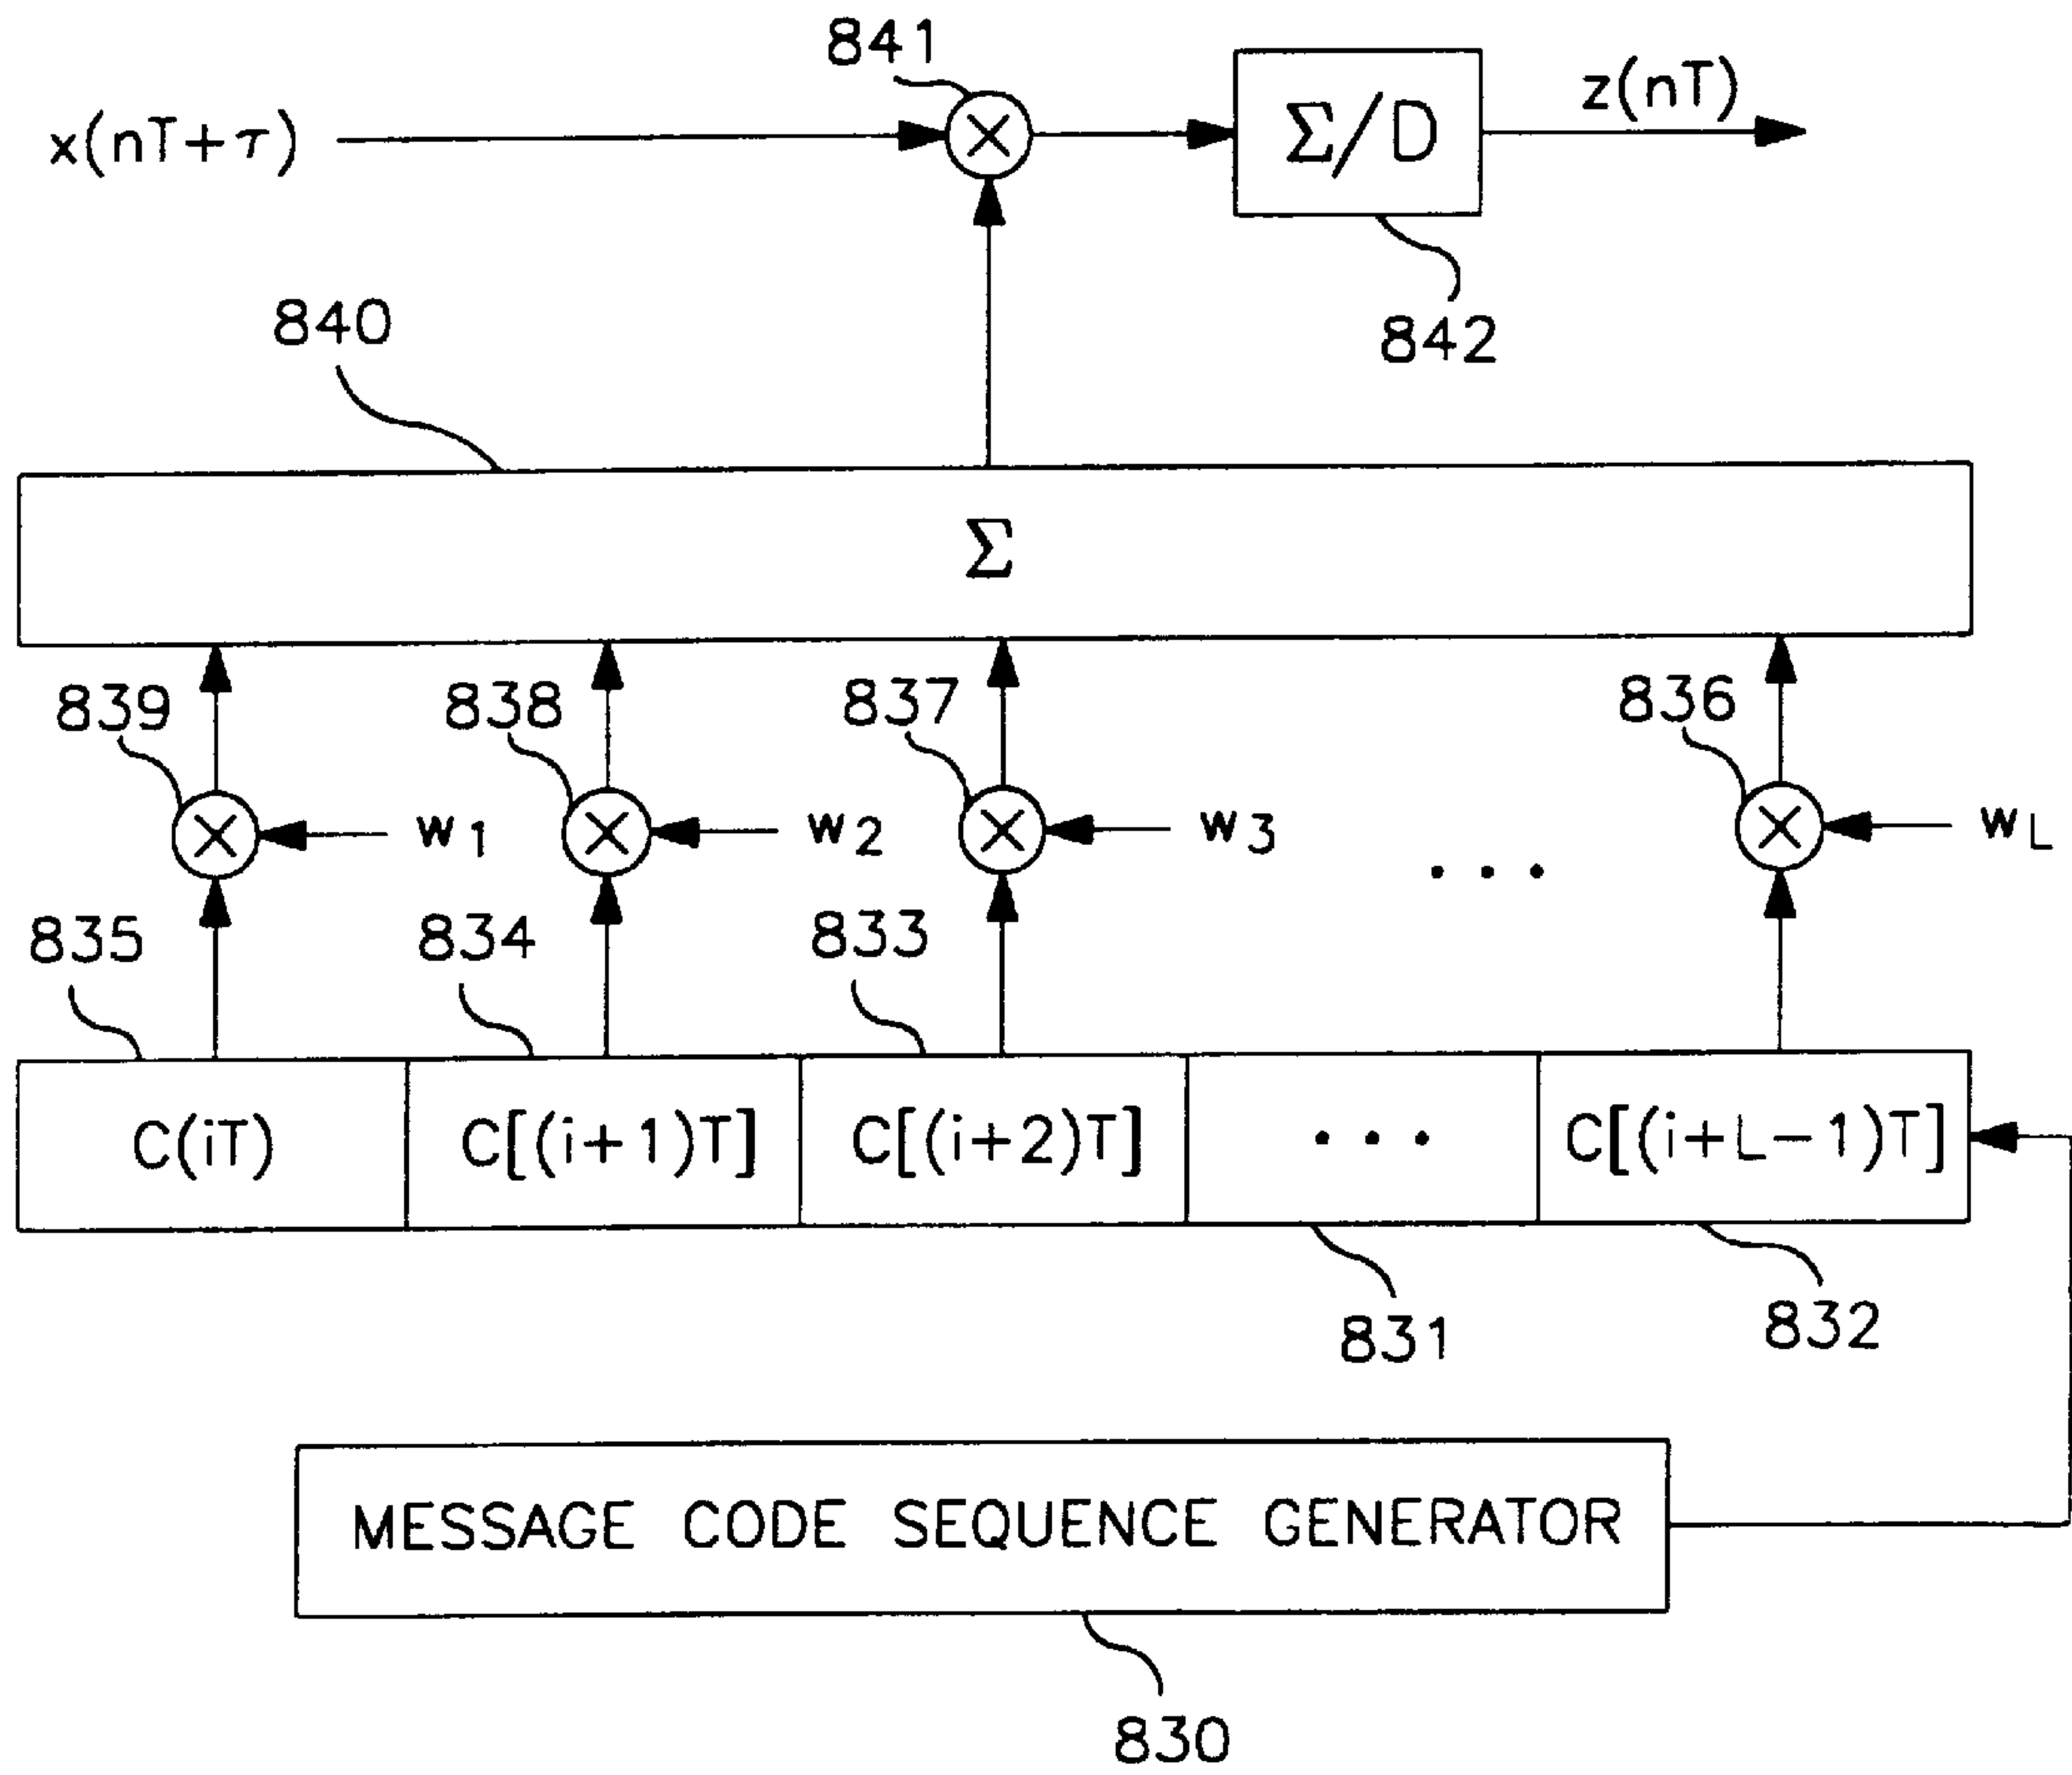 841
x(nT+τ)
Σ/D
z(nT)
842
840
Σ
839
838
837
836
w1
w2
w3
. . .
wL
835
834
833
C(iT)
C[(i+1)T]
C[(i+2)T]
. . .
C[(i+L-1)T]
831
832
MESSAGE CODE SEQUENCE GENERATOR
830